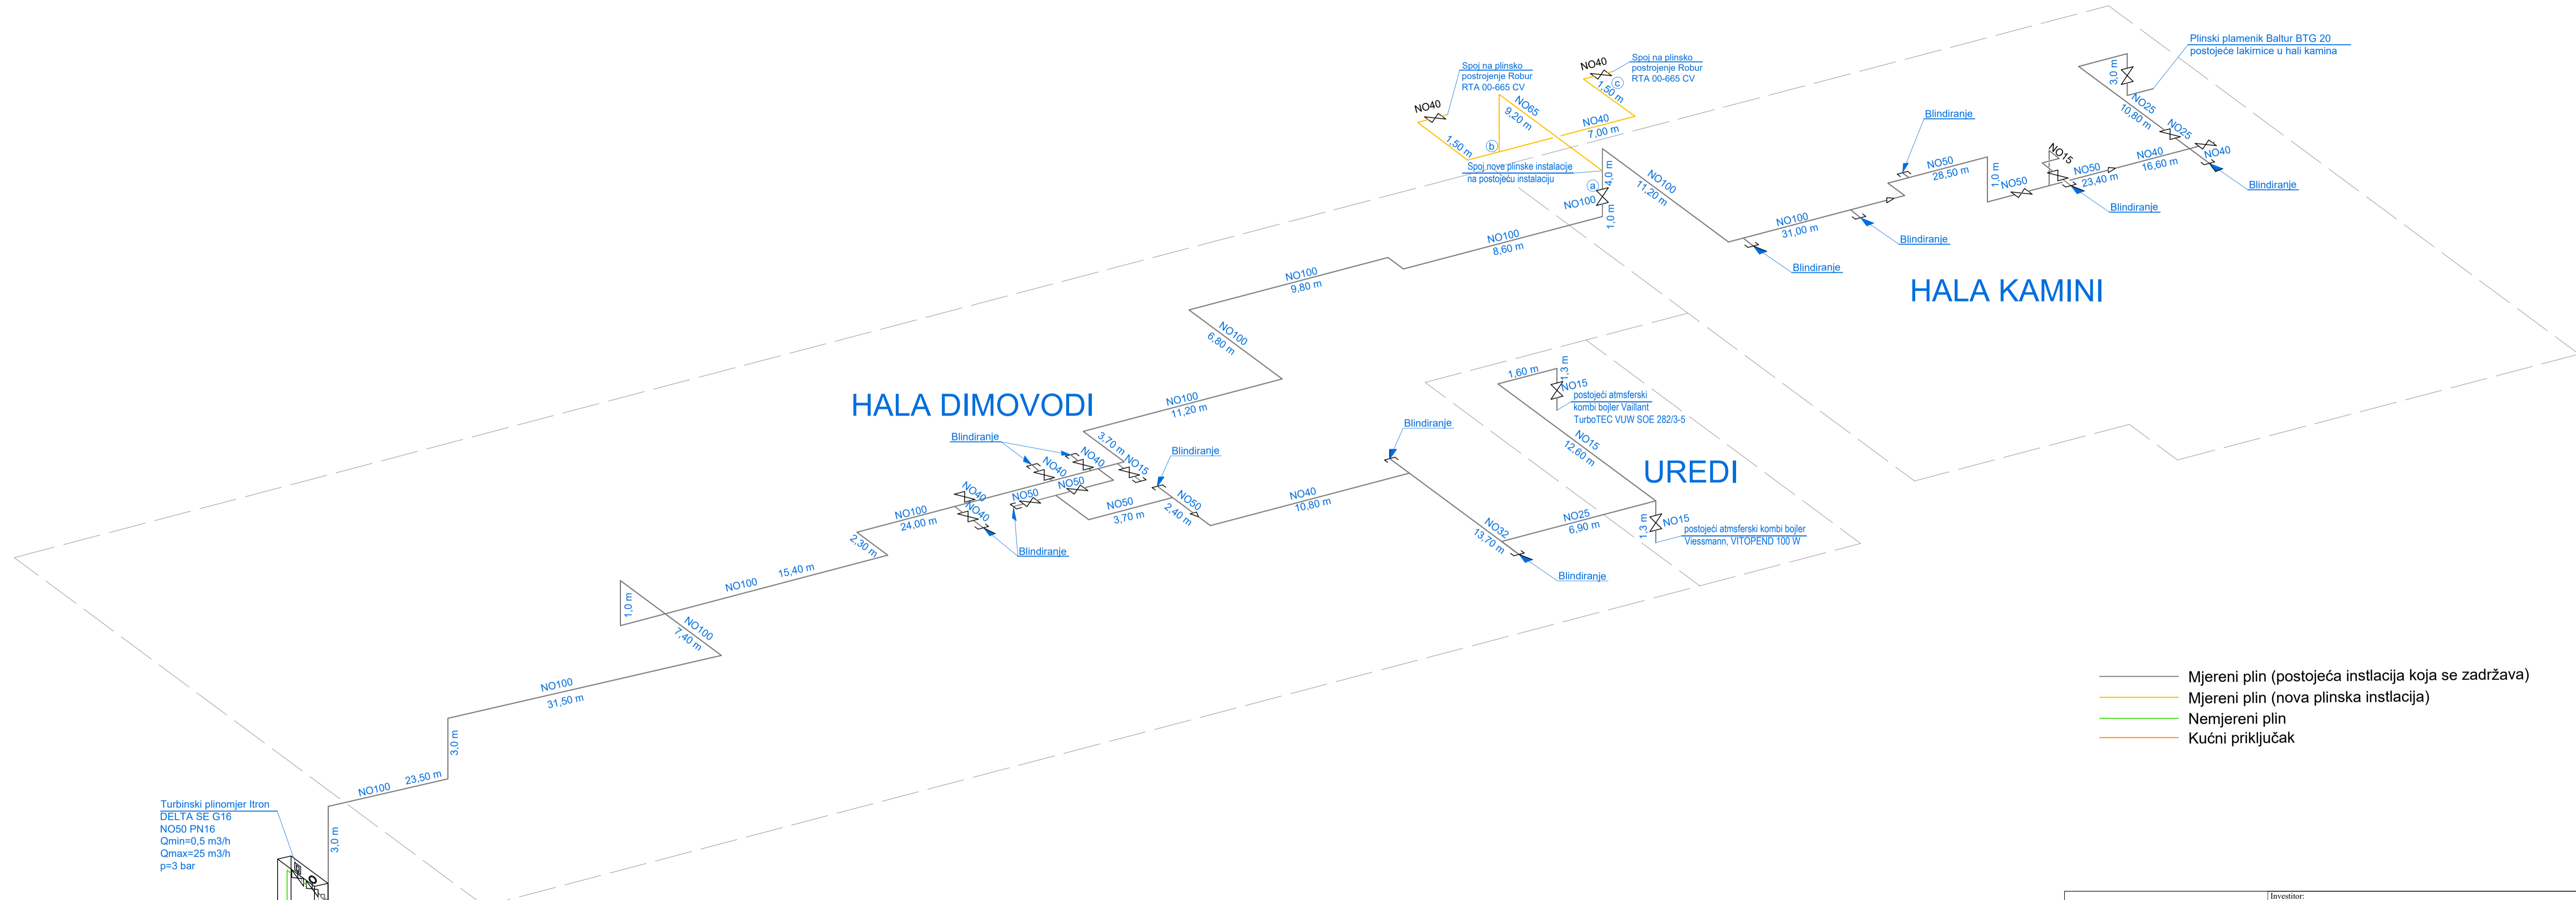 Plinski plamenik Baltur BTG 20
postojeće lakirnice u hali kamina
Spoj na plinsko
postrojenje Robur
RTA 00-665 CV
NO40
Spoj na plinsko
postrojenje Robur
RTA 00-665 CV
NO40
c
1,50 m
NO65
9,20 m
NO40
7,00 m
b
1,50 m
Spoj nove plinske instalacije
na postojeću instalaciju
4,0 m
a
NO100
1,0 m
NO100
11,20 m
NO100
31,00 m
Blindiranje
Blindiranje
Blindiranje
NO50
28,50 m
1,0 m
NO50
NO15
NO50
23,40 m
NO40
16,60 m
NO40
NO25
NO25
10,80 m
3,0 m
Blindiranje
Blindiranje
HALA KAMINI
NO100
8,60 m
NO100
9,80 m
NO100
6,80 m
NO100
11,20 m
HALA DIMOVODI
3,70 m
NO15
Blindiranje
Blindiranje
NO40
NO40
NO40
NO40
NO50
NO50
NO50
3,70 m
NO50
2,40 m
Blindiranje
NO40
10,80 m
Blindiranje
NO32
13,70 m
Blindiranje
NO25
6,90 m
1,60 m
1,3 m
NO15
postojeći atmsferski
kombi bojler Vaillant
TurboTEC VUW SOE 282/3-5
NO15
12,60 m
UREDI
1,3 m
NO15
postojeći atmsferski kombi bojler
Viessmann, VITOPEND 100 W
NO100
24,00 m
2,30 m
NO100
15,40 m
1,0 m
NO100
7,40 m
NO100
31,50 m
3,0 m
NO100
23,50 m
3,0 m
Turbinski plinomjer Itron
DELTA SE G16
NO50 PN16
Qmin=0,5 m3/h
Qmax=25 m3/h
p=3 bar
Mjereni plin (postojeća instlacija koja se zadržava)
Mjereni plin (nova plinska instlacija)
Nemjereni plin
Kućni priključak
Investitor: